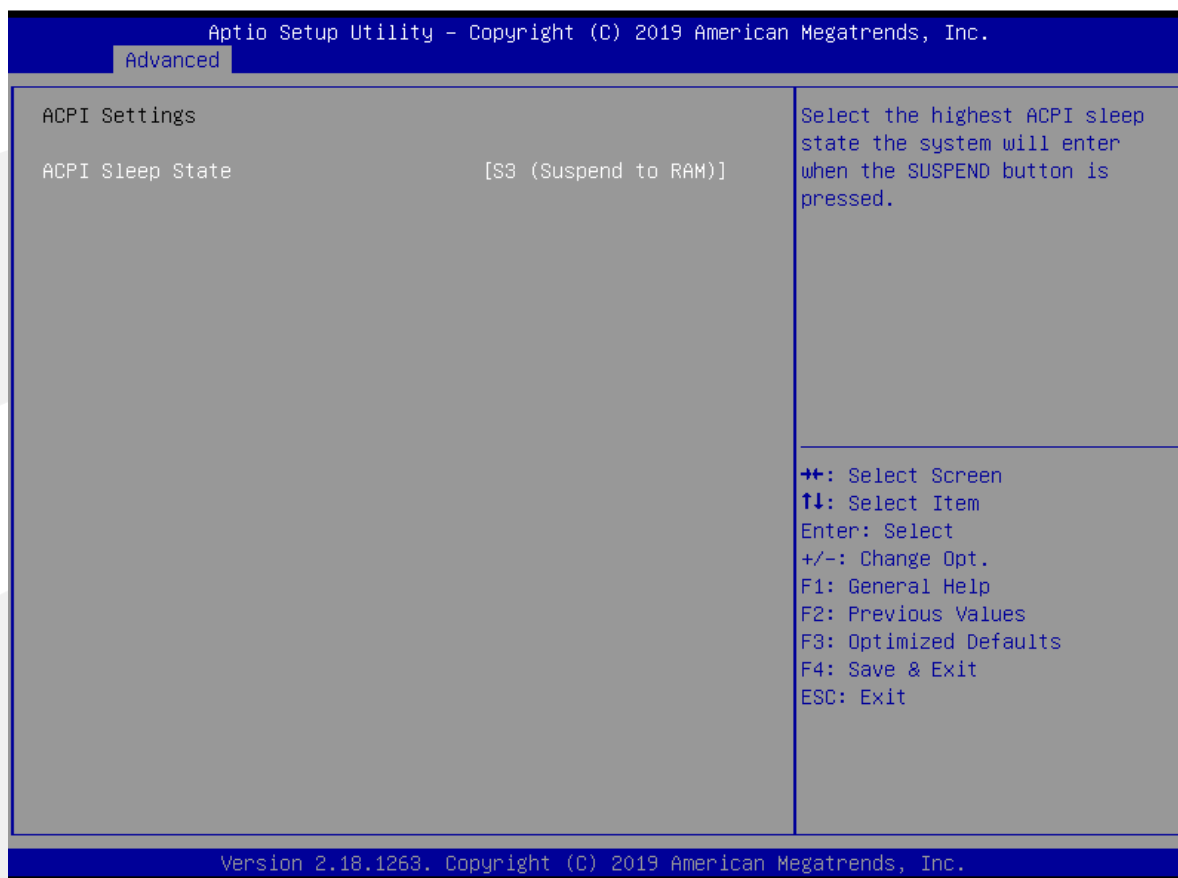 Aptio Setup Utility – Copyright (C) 2019 American Megatrends, Inc.
Advanced
ACPI Settings
ACPI Sleep State [S3 (Suspend to RAM)]
Select the highest ACPI sleep
state the system will enter
when the SUSPEND button is
pressed.
→←: Select Screen
↑↓: Select Item
Enter: Select
+/-: Change Opt.
F1: General Help
F2: Previous Values
F3: Optimized Defaults
F4: Save & Exit
ESC: Exit
Version 2.18.1263. Copyright (C) 2019 American Megatrends, Inc.